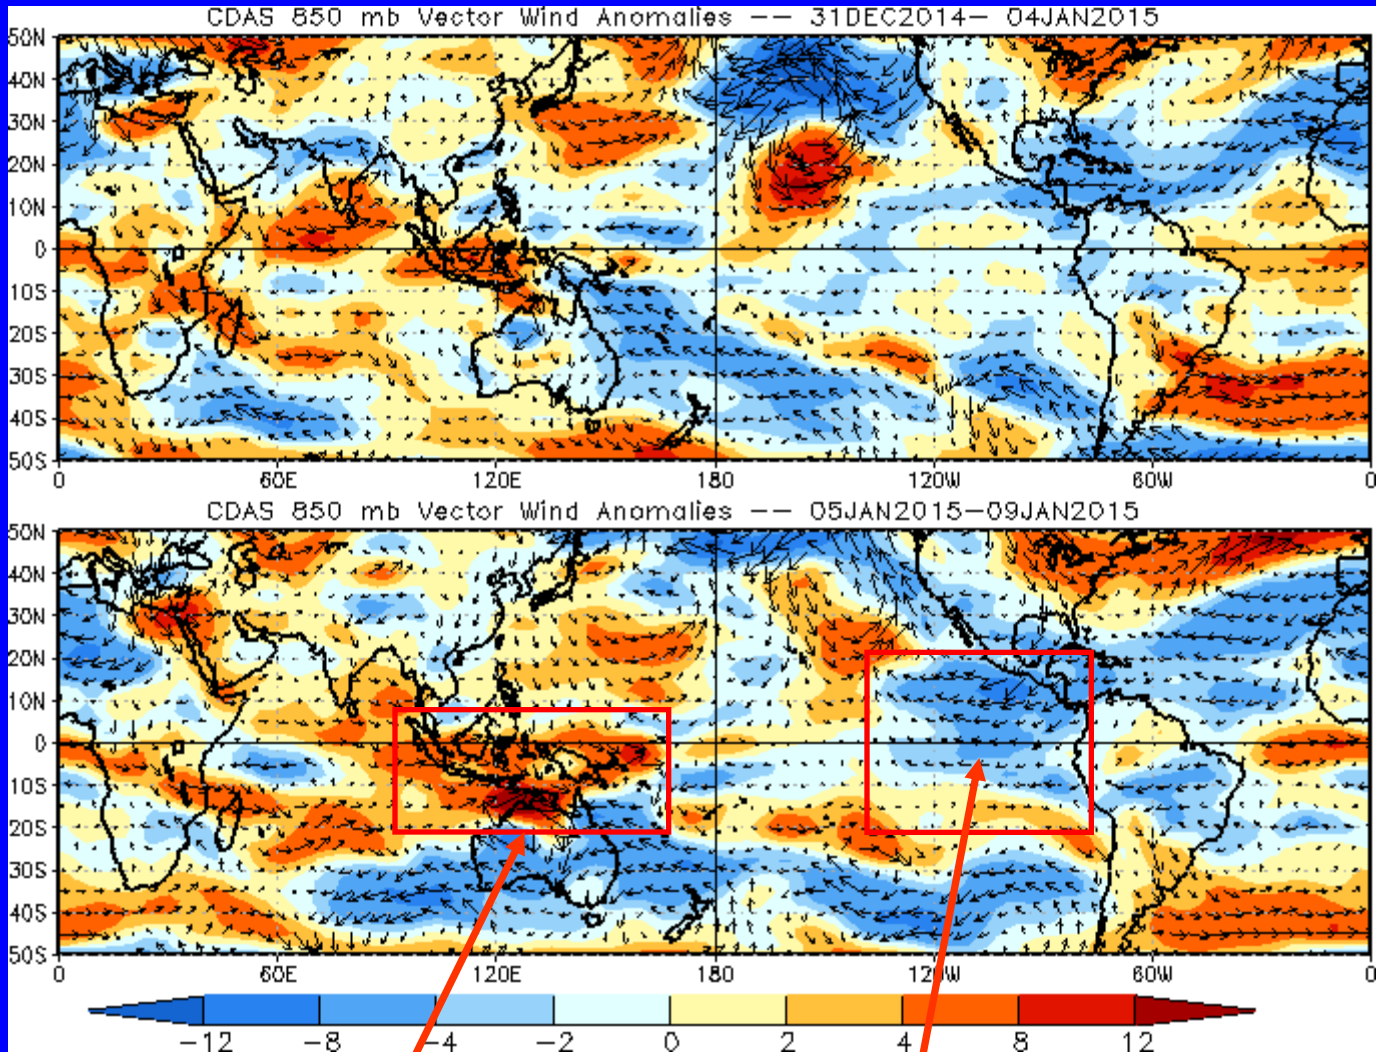 CDAS 850 mb Vector Wind Anomalies -- 31DEC2014- 04JAN2015
50N
40N
30N
20N
10N
0
10S
20S
30S
40S
50S
0 60E 120E 180 120W 60W 0
CDAS 850 mb Vector Wind Anomalies -- 05JAN2015-09JAN2015
50N
40N
30N
20N
10N
0
10S
20S
30S
40S
50S
0 60E 120E 180 120W 60W 0
-12 -8 -4 -2 0 2 4 8 12